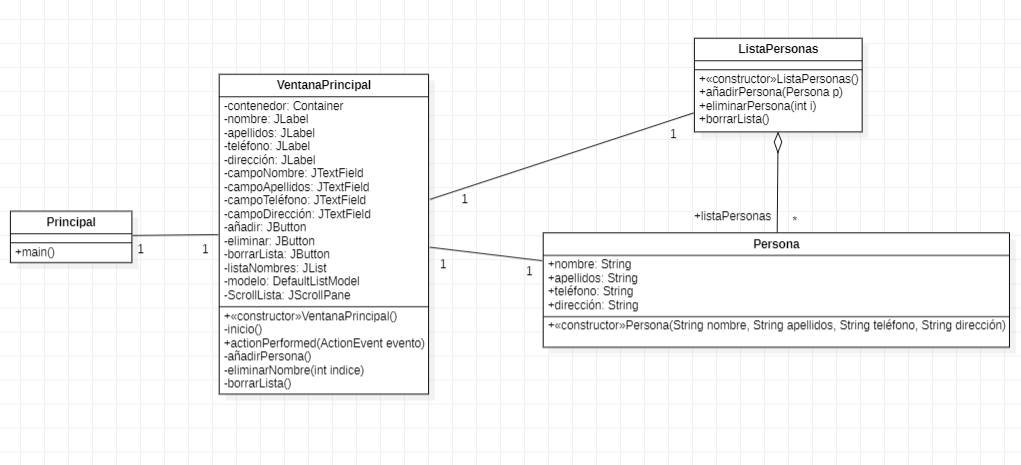 Principal
+main()
1
1
VentanaPrincipal
-contenedor: Container
-nombre: JLabel
-apellidos: JLabel
-teléfono: JLabel
-dirección: JLabel
-campoNombre: JTextField
-campoApellidos: JTextField
-campoTeléfono: JTextField
-campoDirección: JTextField
-añadir: JButton
-eliminar: JButton
-borrarLista: JButton
-listaNombres: JList
-modelo: DefaultListModel
-ScrollLista: JScrollPane
+«constructor»VentanaPrincipal()
-inicio()
+actionPerformed(ActionEvent evento)
-añadirPersona()
-eliminarNombre(int indice)
-borrarLista()
1
1
1
1
ListaPersonas
+«constructor»ListaPersonas()
+añadirPersona(Persona p)
+eliminarPersona(int i)
+borrarLista()
+listaPersonas
*
Persona
+nombre: String
+apellidos: String
+teléfono: String
+dirección: String
+«constructor»Persona(String nombre, String apellidos, String teléfono, String dirección)